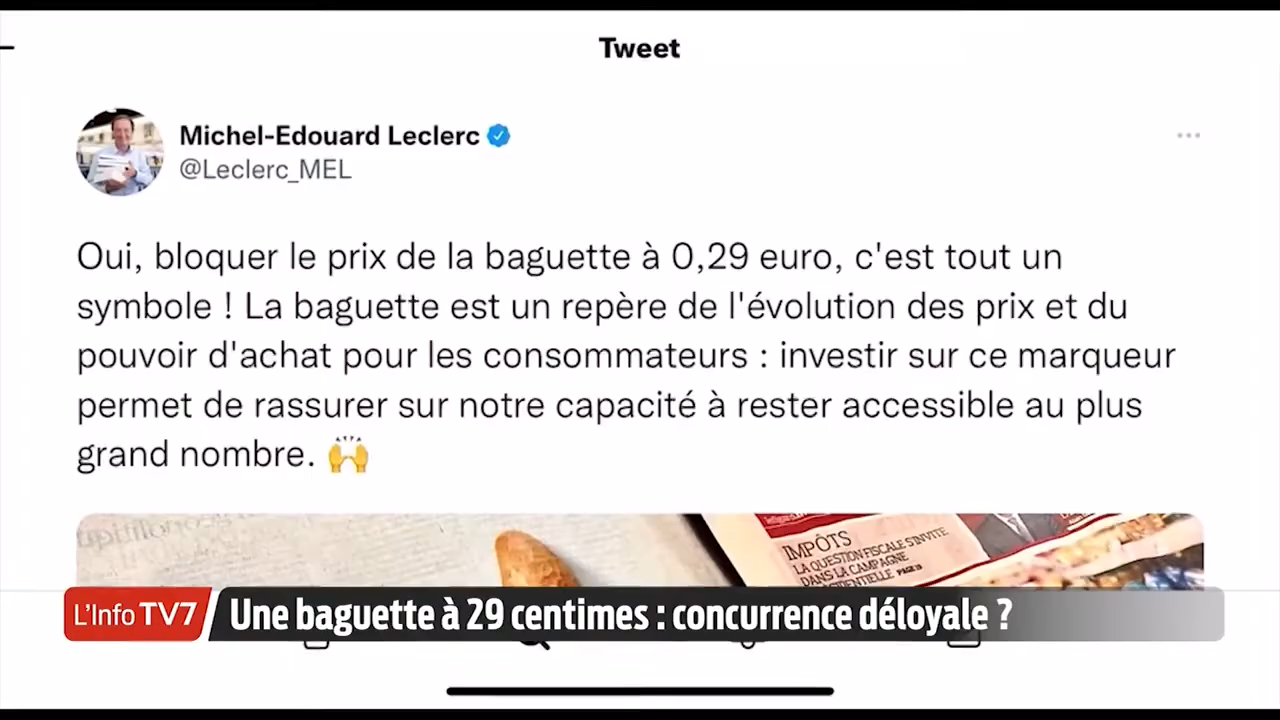 Tweet
Michel-Edouard Leclerc
@Leclerc_MEL
Oui, bloquer le prix de la baguette à 0,29 euro, c'est tout un
symbole ! La baguette est un repère de l'évolution des prix et du
pouvoir d'achat pour les consommateurs : investir sur ce marqueur
permet de rassurer sur notre capacité à rester accessible au plus
grand nombre. 🙌
IMPÔTS
LA QUESTION FISCALE S'INVITE
DANS LA CAMPAGNE
L'Info TV7
Une baguette à 29 centimes : concurrence déloyale ?